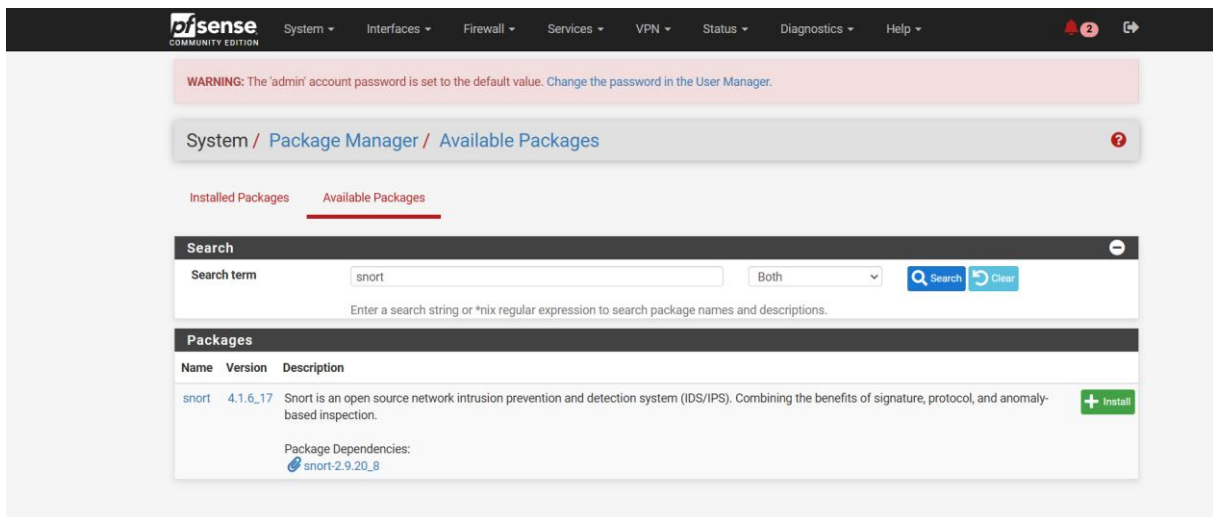 pfsense System Interfaces Firewall Services VPN Status Diagnostics Help 2
COMMUNITY EDITION
WARNING: The 'admin' account password is set to the default value. Change the password in the User Manager.
System / Package Manager / Available Packages
Installed Packages Available Packages
Search
Search term snort Both Search Clear
Enter a search string or *nix regular expression to search package names and descriptions.
Packages
Name Version Description
snort 4.1.6_17 Snort is an open source network intrusion prevention and detection system (IDS/IPS). Combining the benefits of signature, protocol, and anomaly- Install
based inspection.
Package Dependencies:
snort-2.9.20_8